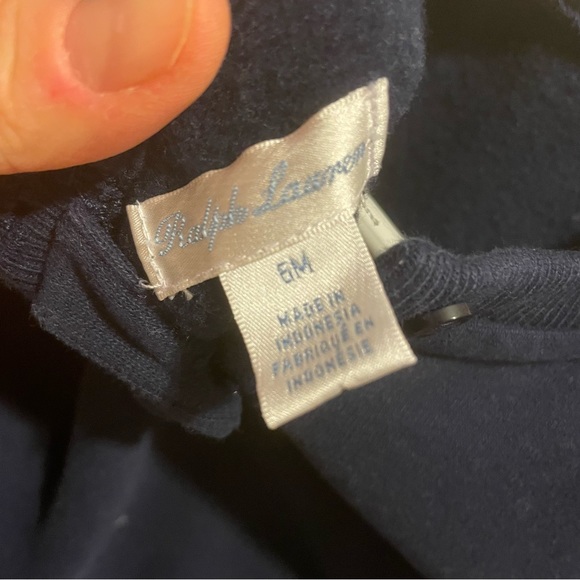 Ralph Lauren
6M
MADE IN
INDONESIA
FABRIQUÉ EN
INDONÉSIE